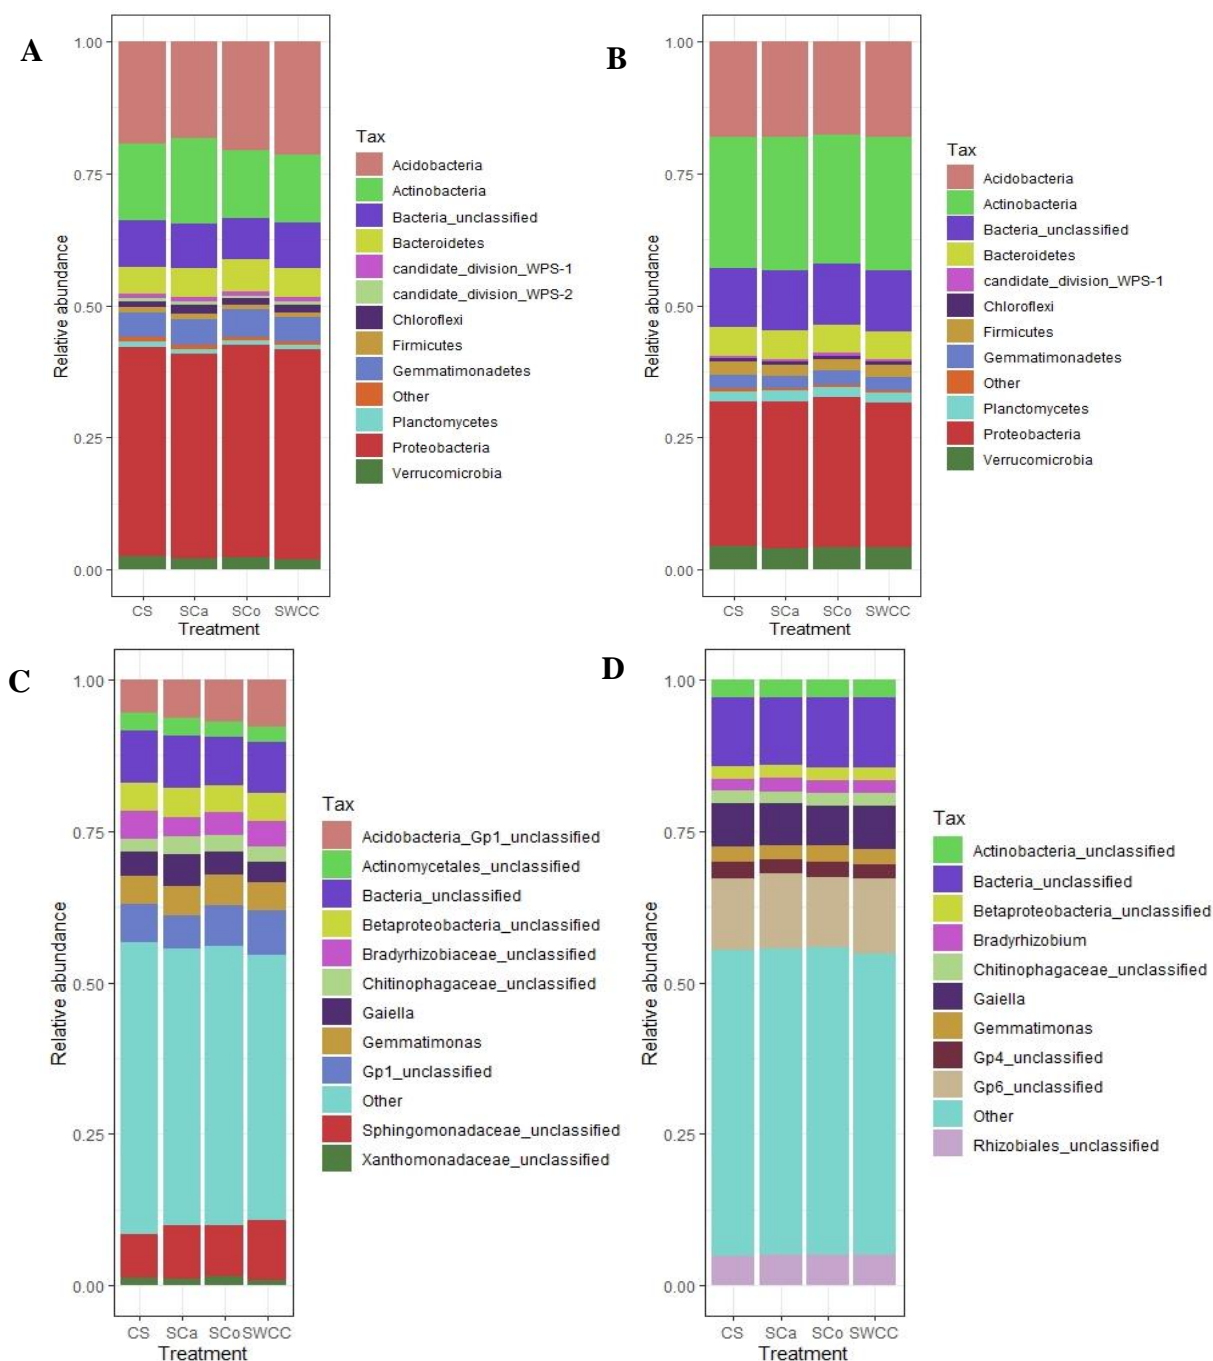 A
1.00
0.75
0.50
0.25
0.00
Relative abundance
CS SCa SCo SWCC
Treatment
Tax
Acidobacteria
Actinobacteria
Bacteria_unclassified
Bacteroidetes
candidate_division_WPS-1
candidate_division_WPS-2
Chloroflexi
Firmicutes
Gemmatimonadetes
Other
Planctomycetes
Proteobacteria
Verrucomicrobia
B
1.00
0.75
0.50
0.25
0.00
Relative abundance
CS SCa SCo SWCC
Treatment
Tax
Acidobacteria
Actinobacteria
Bacteria_unclassified
Bacteroidetes
candidate_division_WPS-1
Chloroflexi
Firmicutes
Gemmatimonadetes
Other
Planctomycetes
Proteobacteria
Verrucomicrobia
C
1.00
0.75
0.50
0.25
0.00
Relative abundance
CS SCa SCo SWCC
Treatment
Tax
Acidobacteria_Gp1_unclassified
Actinomycetales_unclassified
Bacteria_unclassified
Betaproteobacteria_unclassified
Bradyrhizobiaceae_unclassified
Chitinophagaceae_unclassified
Gaiella
Gemmatimonas
Gp1_unclassified
Other
Sphingomonadaceae_unclassified
Xanthomonadaceae_unclassified
D
1.00
0.75
0.50
0.25
0.00
Relative abundance
CS SCa SCo SWCC
Treatment
Tax
Actinobacteria_unclassified
Bacteria_unclassified
Betaproteobacteria_unclassified
Bradyrhizobium
Chitinophagaceae_unclassified
Gaiella
Gemmatimonas
Gp4_unclassified
Gp6_unclassified
Other
Rhizobiales_unclassified